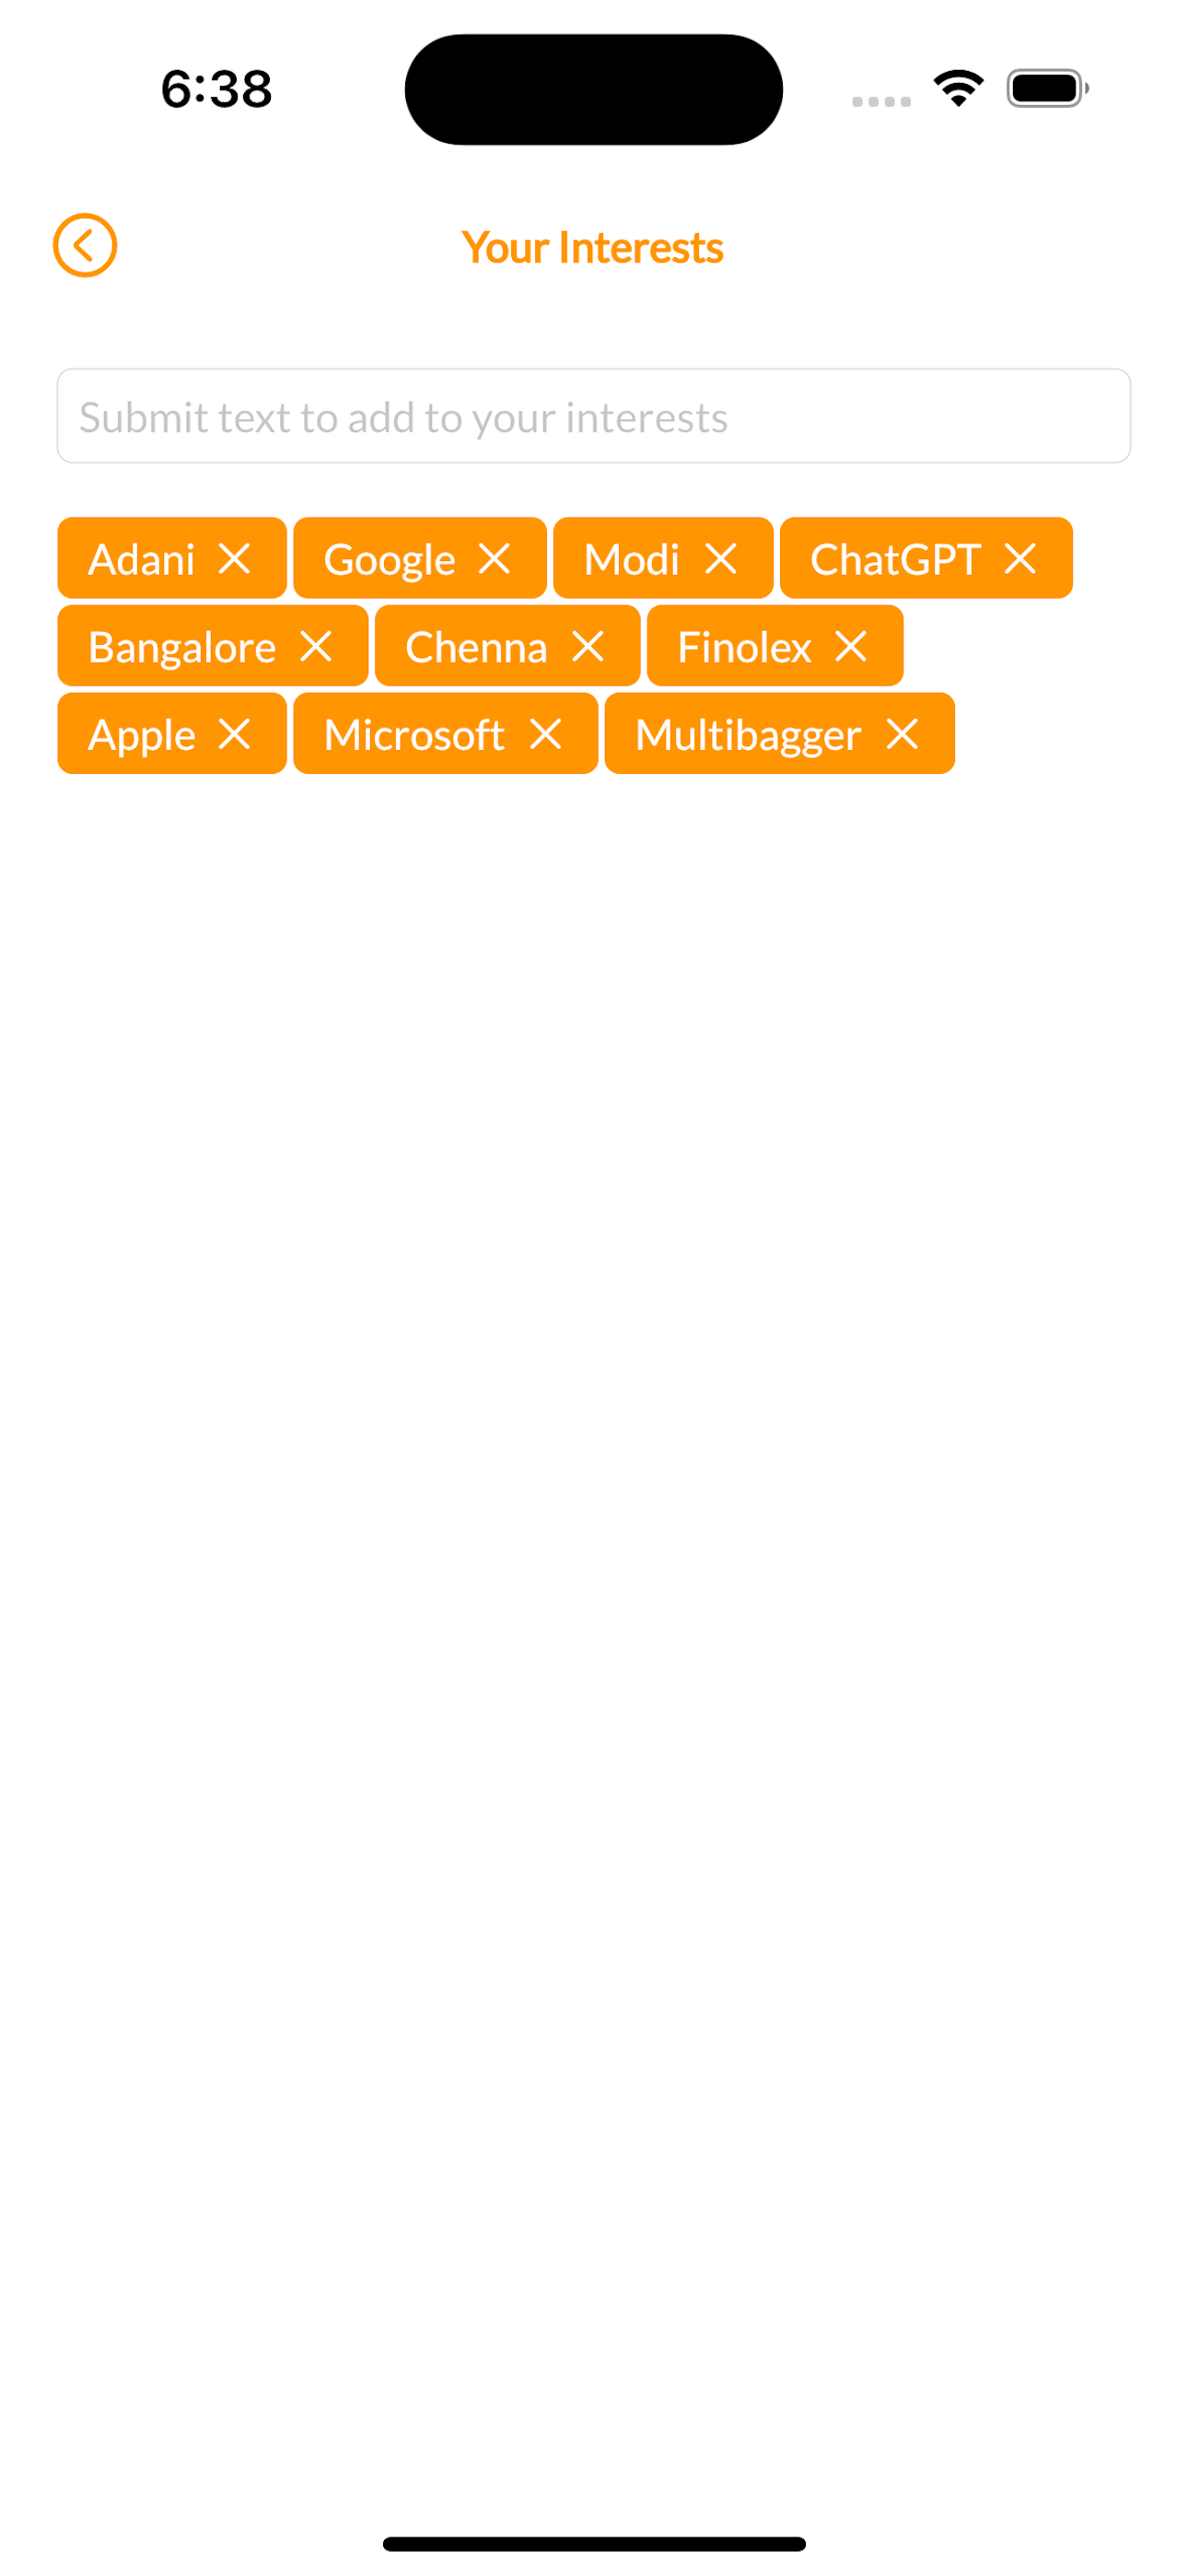 6:38
Your Interests
Submit text to add to your interests
Adani Google Modi ChatGPT
Bangalore Chenna Finolex
Apple Microsoft Multibagger